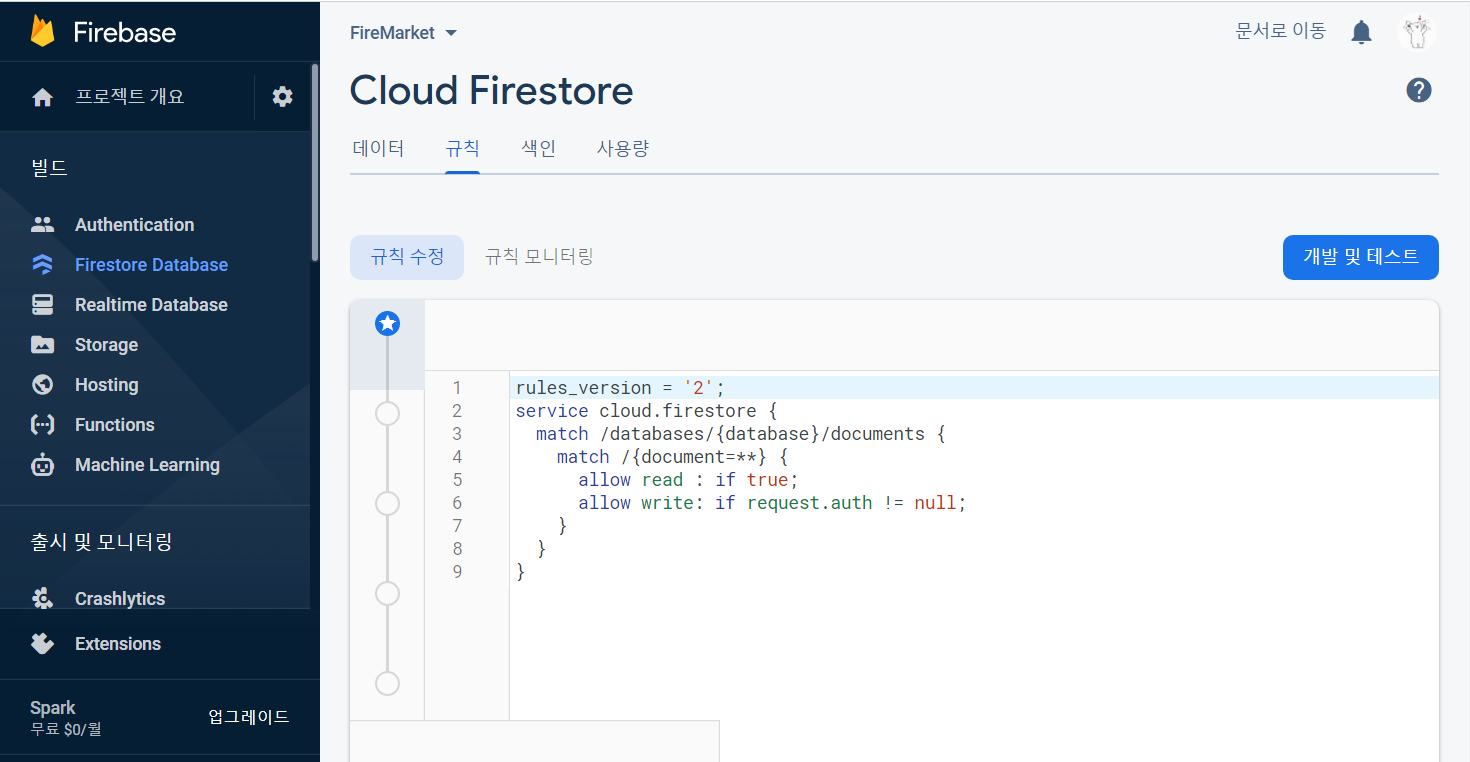 Firebase
프로젝트 개요
빌드
Authentication
Firestore Database
Realtime Database
Storage
Hosting
Functions
Machine Learning
출시 및 모니터링
Crashlytics
Extensions
Spark
무료 $0/월
업그레이드
FireMarket
문서로 이동
Cloud Firestore
데이터 규칙 색인 사용량
규칙 수정 규칙 모니터링
개발 및 테스트
1 rules_version = '2';
2 service cloud.firestore {
3   match /databases/{database}/documents {
4     match /{document=**} {
5       allow read : if true;
6       allow write: if request.auth != null;
7     }
8   }
9 }